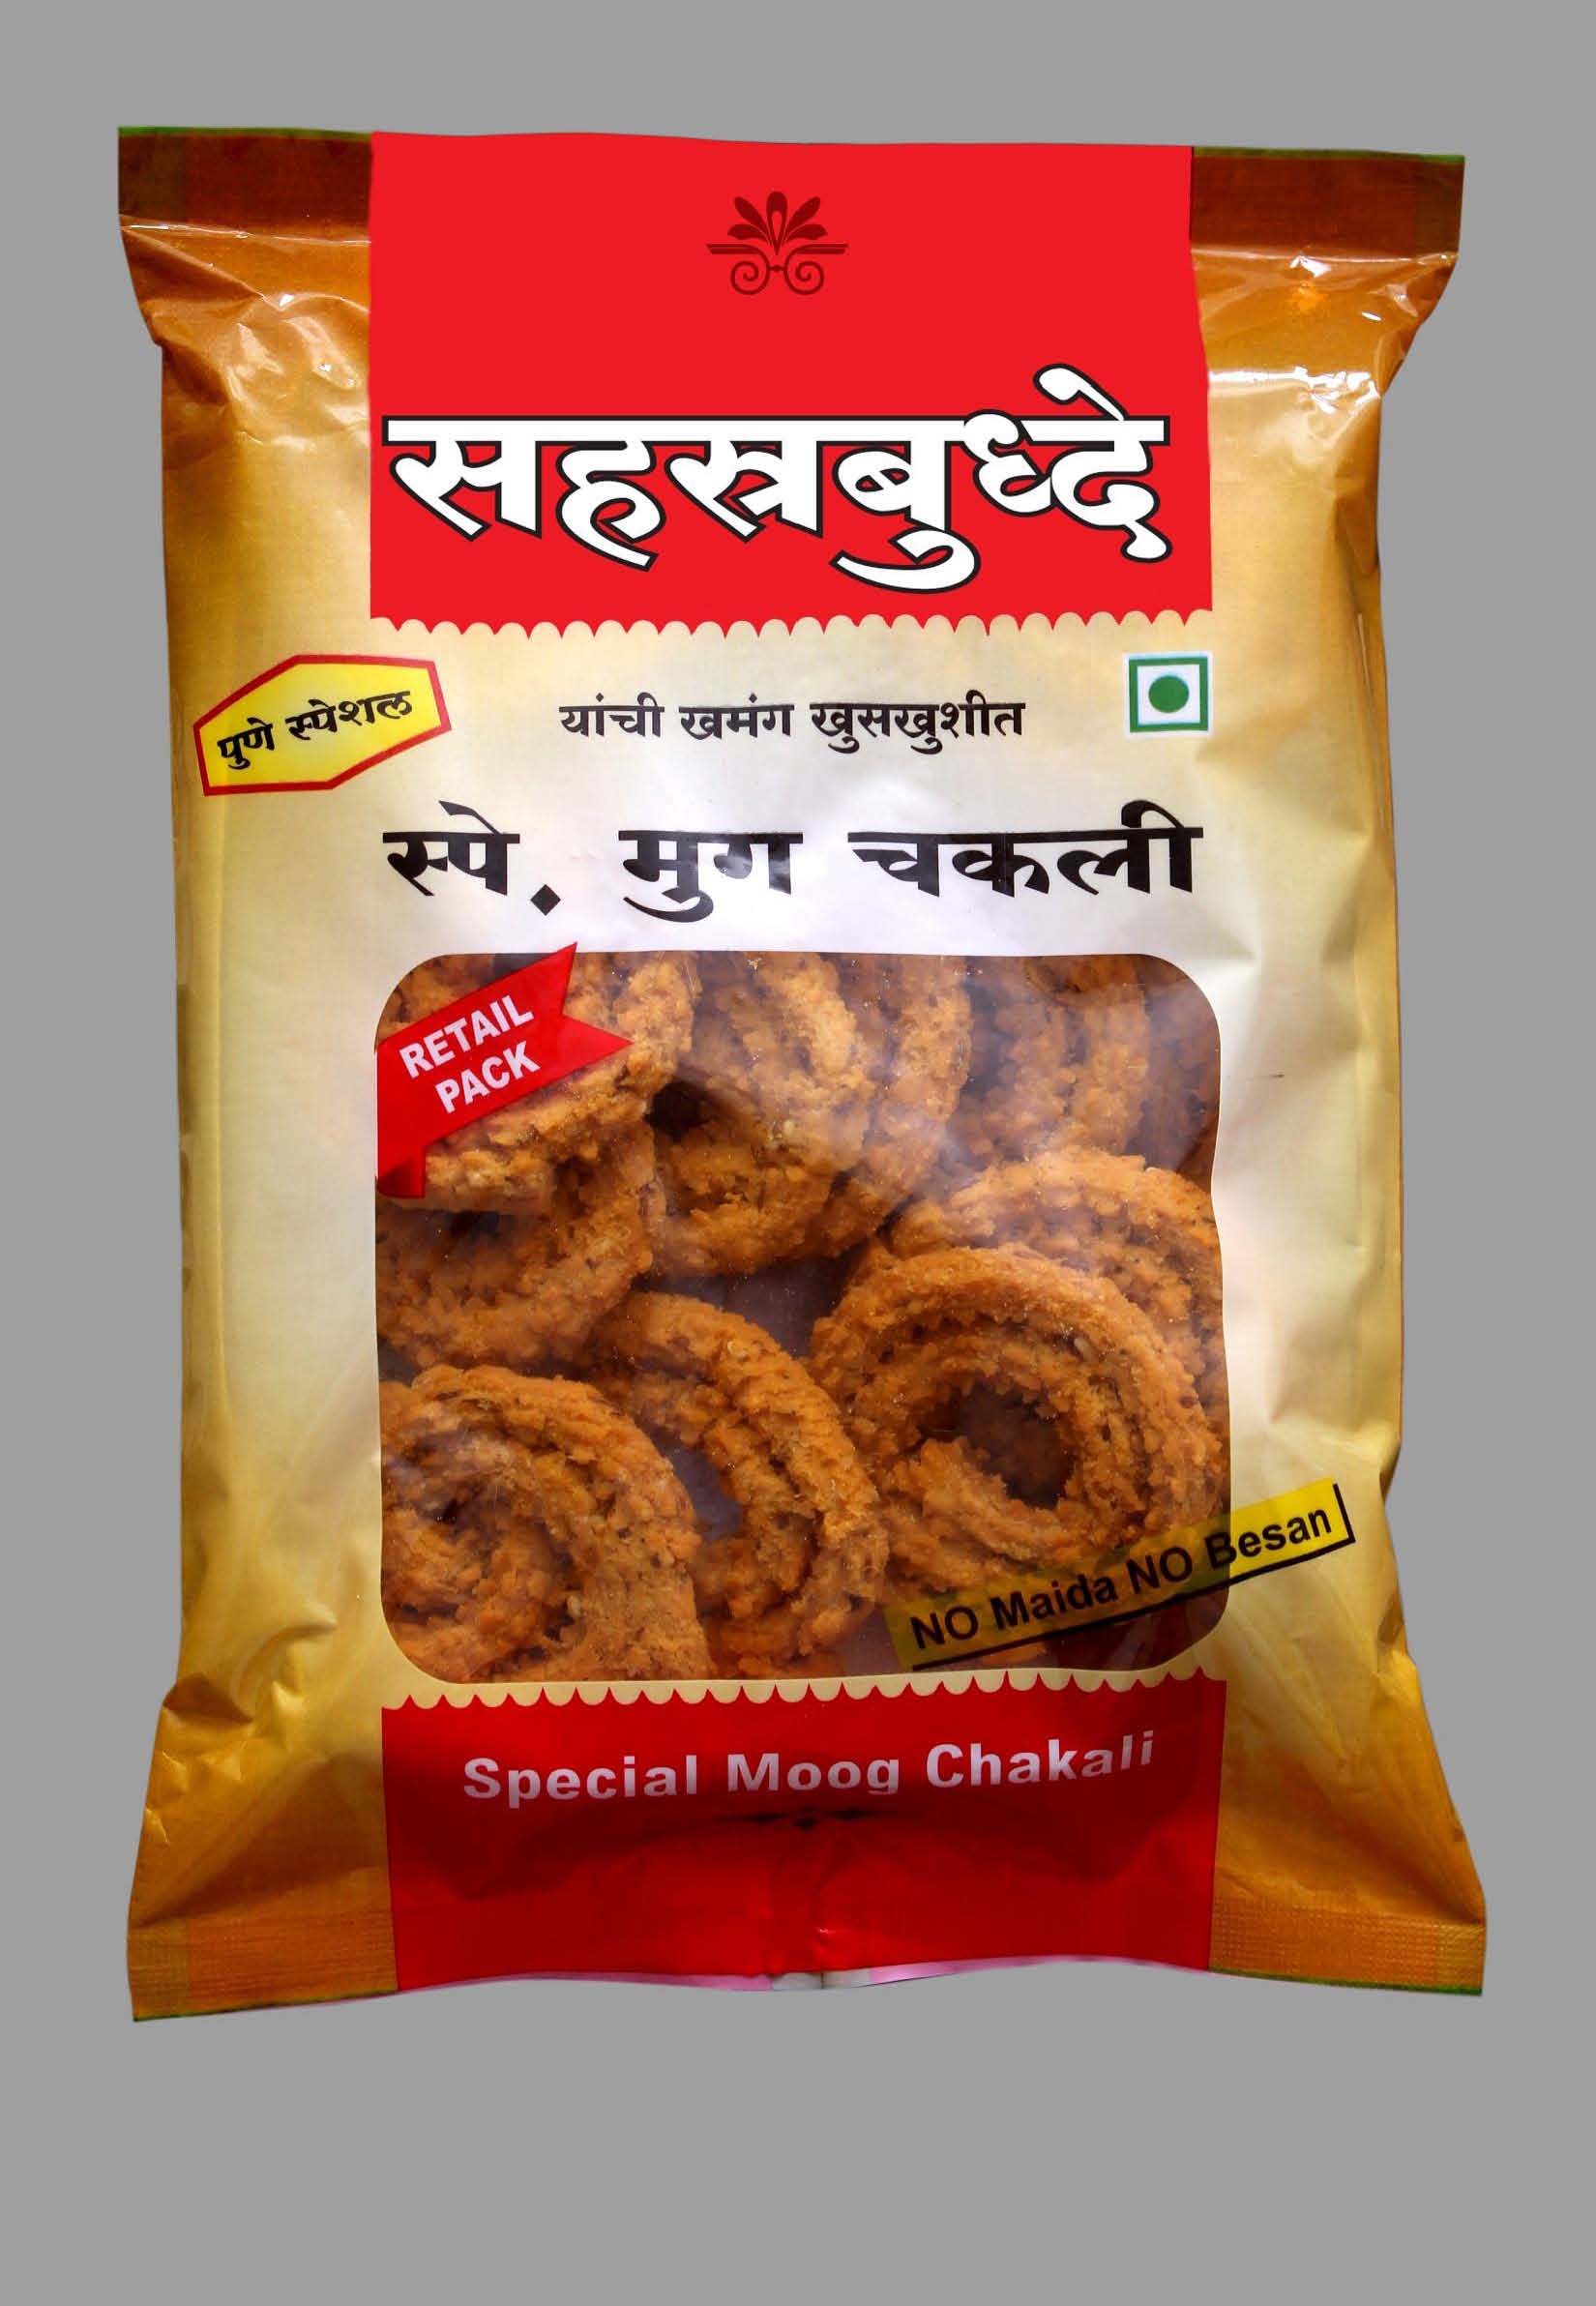 सहस्रबुध्दे
पुणे स्पेशल
यांची खमंग खुसखुशीत
स्पे. मुग चकली
RETAIL
PACK
NO Maida NO Besan
Special Moog Chakali